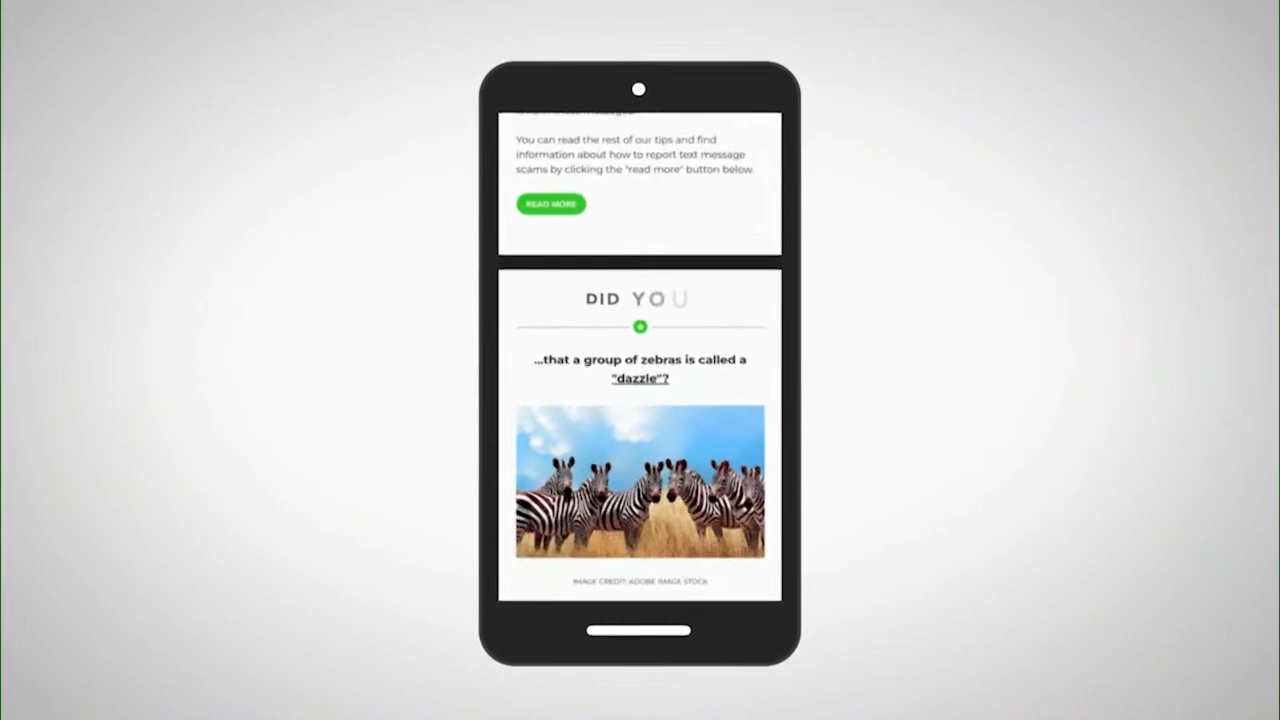 You can read the rest of our tips and find
information about how to report text message
scams by clicking the "read more" button below.
READ MORE
DID YOU
...that a group of zebras is called a
"dazzle"?
IMAGE CREDIT: ADOBE IMAGE STOCK